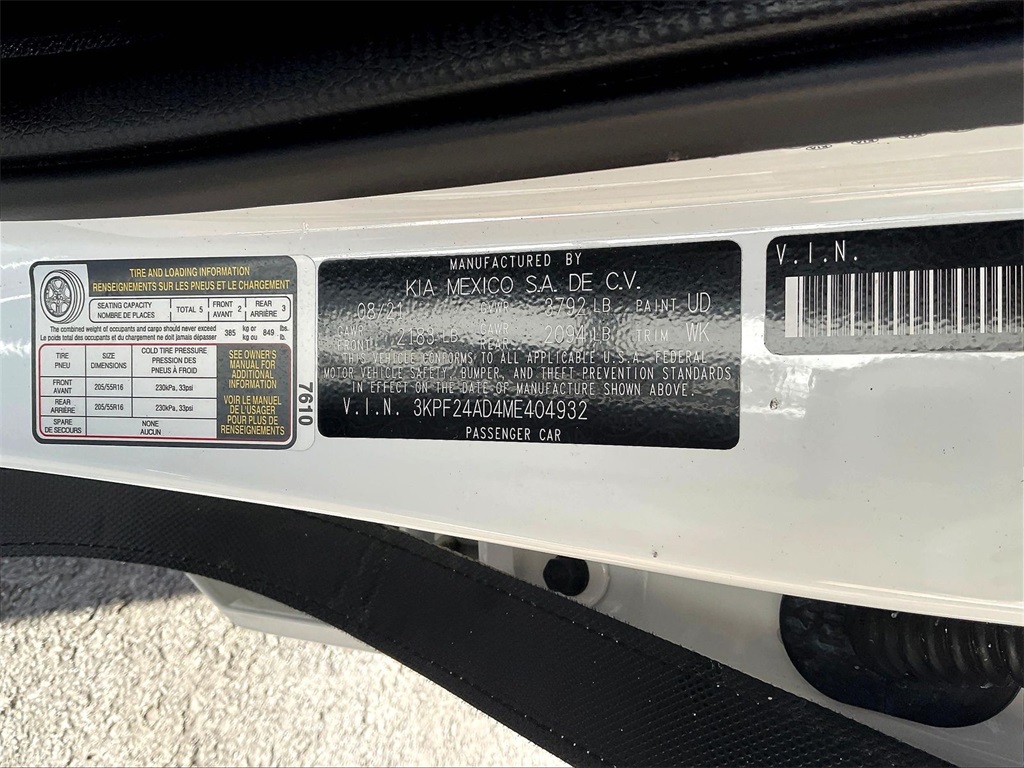 TIRE AND LOADING INFORMATION
RENSEIGNEMENTS SUR LES PNEUS ET LE CHARGEMENT
SEATING CAPACITY
NOMBRE DE PLACES
TOTAL 5
FRONT
AVANT 2
REAR
ARRIÈRE 3
The combined weight of occupants and cargo should never exceed
Le poids total des occupants et du chargement ne doit jamais dépasser
385 kg or
kg ou
849 lbs.
lb.
TIRE
PNEU
SIZE
DIMENSIONS
COLD TIRE PRESSURE
PRESSION DES
PNEUS À FROID
FRONT
AVANT
205/55R16
230kPa, 33psi
REAR
ARRIÈRE
205/55R16
230kPa, 33psi
SPARE
DE SECOURS
NONE
AUCUN
SEE OWNER'S
MANUAL FOR
ADDITIONAL
INFORMATION
VOIR LE MANUEL
DE L'USAGER
POUR PLUS DE
RENSEIGNEMENTS
7610
MANUFACTURED BY
KIA MEXICO S.A. DE C.V.
08/21 GVWR 3792 LB PAINT UD
GAWR
FRONT 2183 LB GAWR
REAR 2094 LB TRIM WK
THIS VEHICLE CONFORMS TO ALL APPLICABLE U.S.A. FEDERAL
MOTOR VEHICLE SAFETY, BUMPER, AND THEFT PREVENTION STANDARDS
IN EFFECT ON THE DATE OF MANUFACTURE SHOWN ABOVE.
V.I.N. 3KPF24AD4ME404932
PASSENGER CAR
V.I.N.